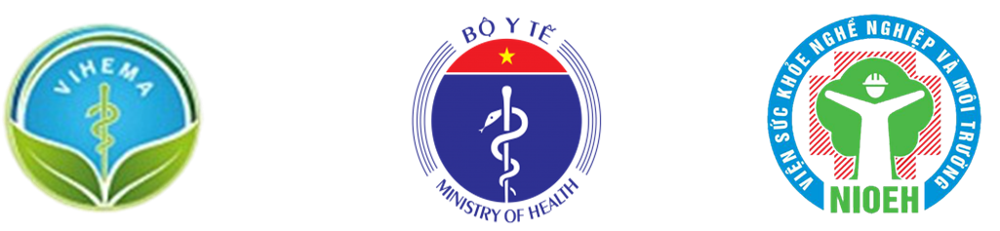 VIHEMA
BỘ Y TẾ
MINISTRY OF HEALTH
VIỆN SỨC KHỎE NGHỀ NGHIỆP VÀ MÔI TRƯỜNG
NIOEH